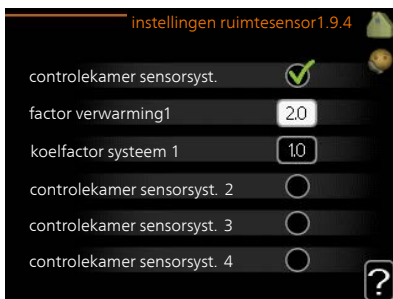 instellingen ruimtesensor1.9.4
controlekamer sensorsyst.
factor verwarming1 2.0
koelfactor systeem 1 1.0
controlekamer sensorsyst. 2
controlekamer sensorsyst. 3
controlekamer sensorsyst. 4
?